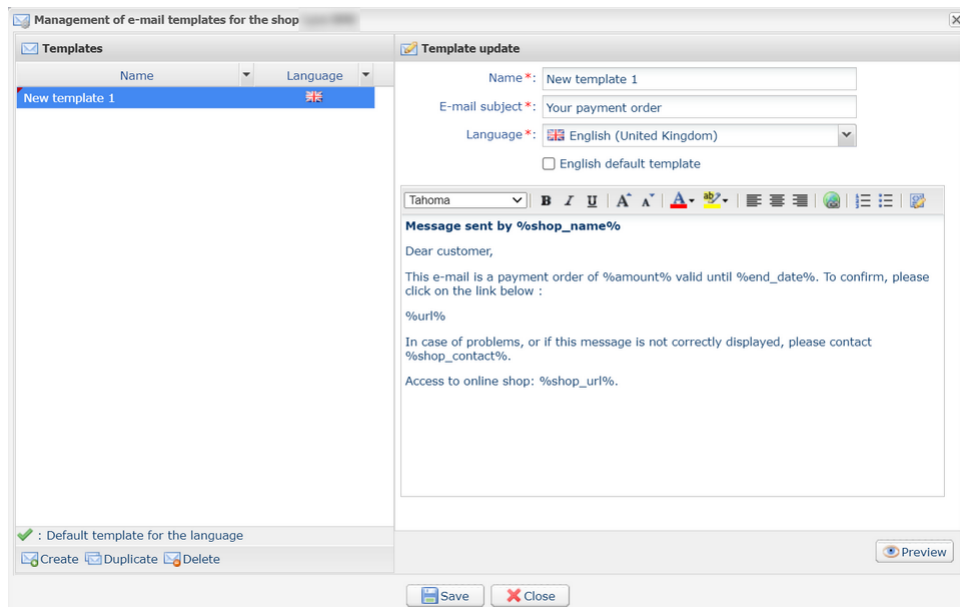 Management of e-mail templates for the shop
Templates
Template update
Name
Language
New template 1
Name*: New template 1
E-mail subject*: Your payment order
Language*: English (United Kingdom)
English default template
Tahoma B I U A A A ab
Message sent by %shop_name%
Dear customer,
This e-mail is a payment order of %amount% valid until %end_date%. To confirm, please
click on the link below :
%url%
In case of problems, or if this message is not correctly displayed, please contact
%shop_contact%.
Access to online shop: %shop_url%.
: Default template for the language
Create Duplicate Delete
Preview
Save Close